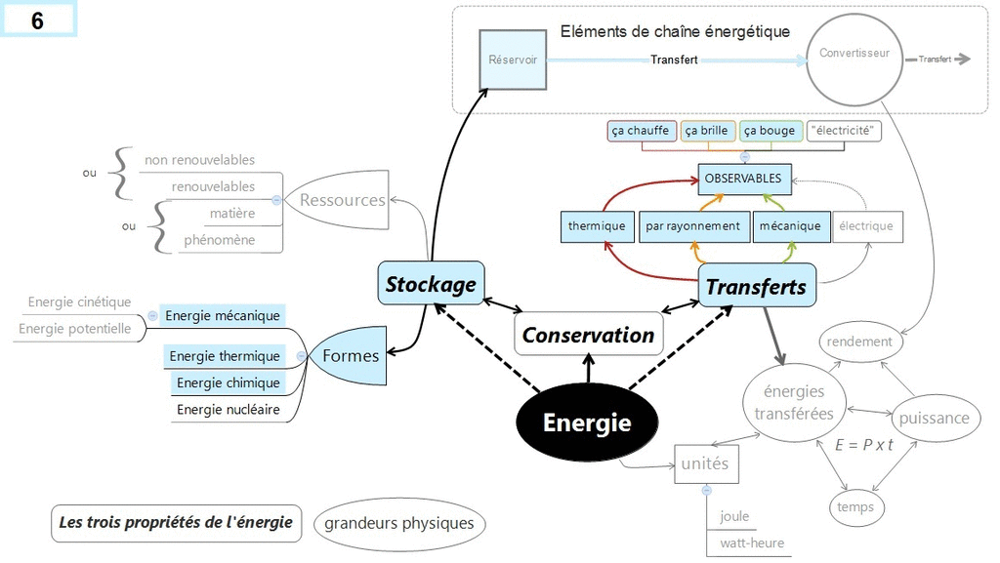 6
Eléments de chaîne énergétique
Réservoir
Transfert
Convertisseur
Transfert
ça chauffe
ça brille
ça bouge
"électricité"
OBSERVABLES
thermique
par rayonnement
mécanique
électrique
ou
non renouvelables
renouvelables
ou
matière
phénomène
Ressources
Stockage
Transferts
Conservation
Energie
Energie cinétique
Energie potentielle
Energie mécanique
Energie thermique
Energie chimique
Energie nucléaire
Formes
rendement
énergies
transférées
puissance
E = P x t
temps
unités
joule
watt-heure
Les trois propriétés de l'énergie
grandeurs physiques